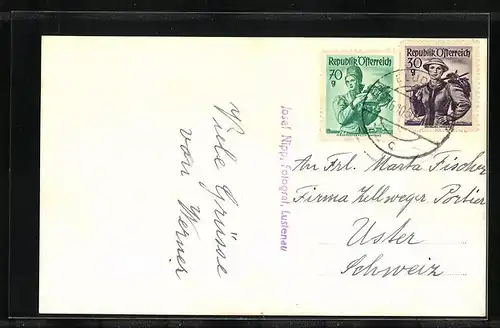 Viele Grüsse
von Werner
Josef Nipp, Fotograf, Lustenau
70
g
Republik Österreich
30
g
Republik Österreich
An Frl. Marta Fischer
Firma Zellweger Portier
Uster
Schweiz